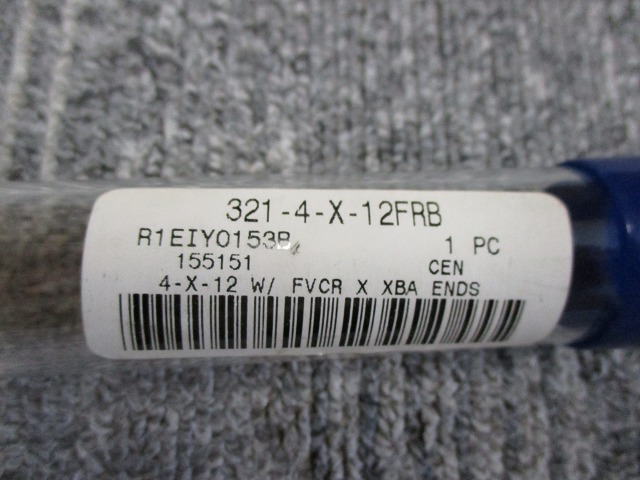 321-4-X-12FRB
R1EIY0153B 1 PC
155151 CEN
4-X-12 W/ FVCR X XBA ENDS